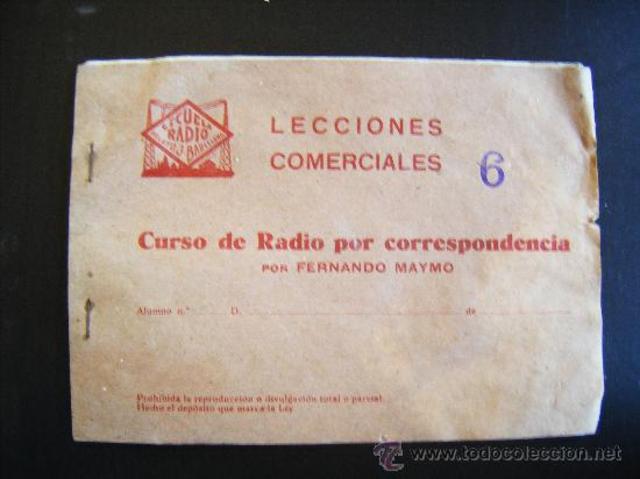 ESCUELA
RADIO
BARCELONA
LECCIONES
COMERCIALES 6
Curso de Radio por correspondencia
POR FERNANDO MAYMO
Alumno n.º D. de
Prohibida la reproduccion o divulgación total o parcial.
Hecho el depósito que marca la Ley
www.todocoleccion.net